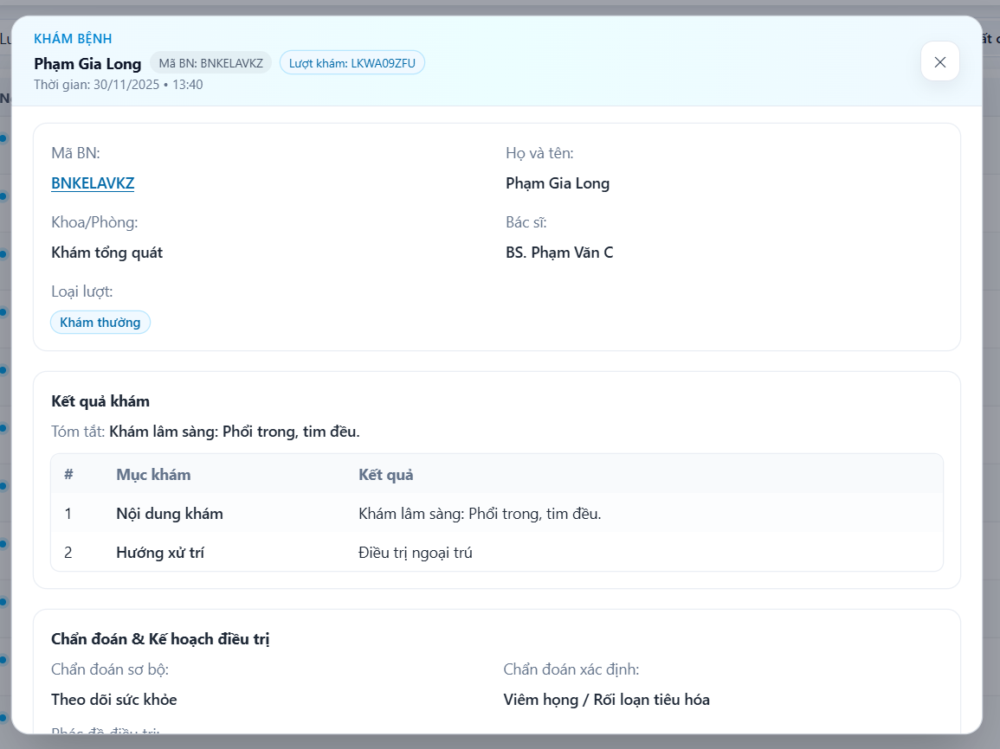 KHÁM BỆNH
Phạm Gia Long Mã BN: BNKELAVKZ Lượt khám: LKWA09ZFU
Thời gian: 30/11/2025 • 13:40
Mã BN: Họ và tên:
BNKELAVKZ Phạm Gia Long
Khoa/Phòng: Bác sĩ:
Khám tổng quát BS. Phạm Văn C
Loại lượt:
Khám thường
Kết quả khám
Tóm tắt: Khám lâm sàng: Phổi trong, tim đều.
# Mục khám Kết quả
1 Nội dung khám Khám lâm sàng: Phổi trong, tim đều.
2 Hướng xử trí Điều trị ngoại trú
Chẩn đoán & Kế hoạch điều trị
Chẩn đoán sơ bộ: Chẩn đoán xác định:
Theo dõi sức khỏe Viêm họng / Rối loạn tiêu hóa